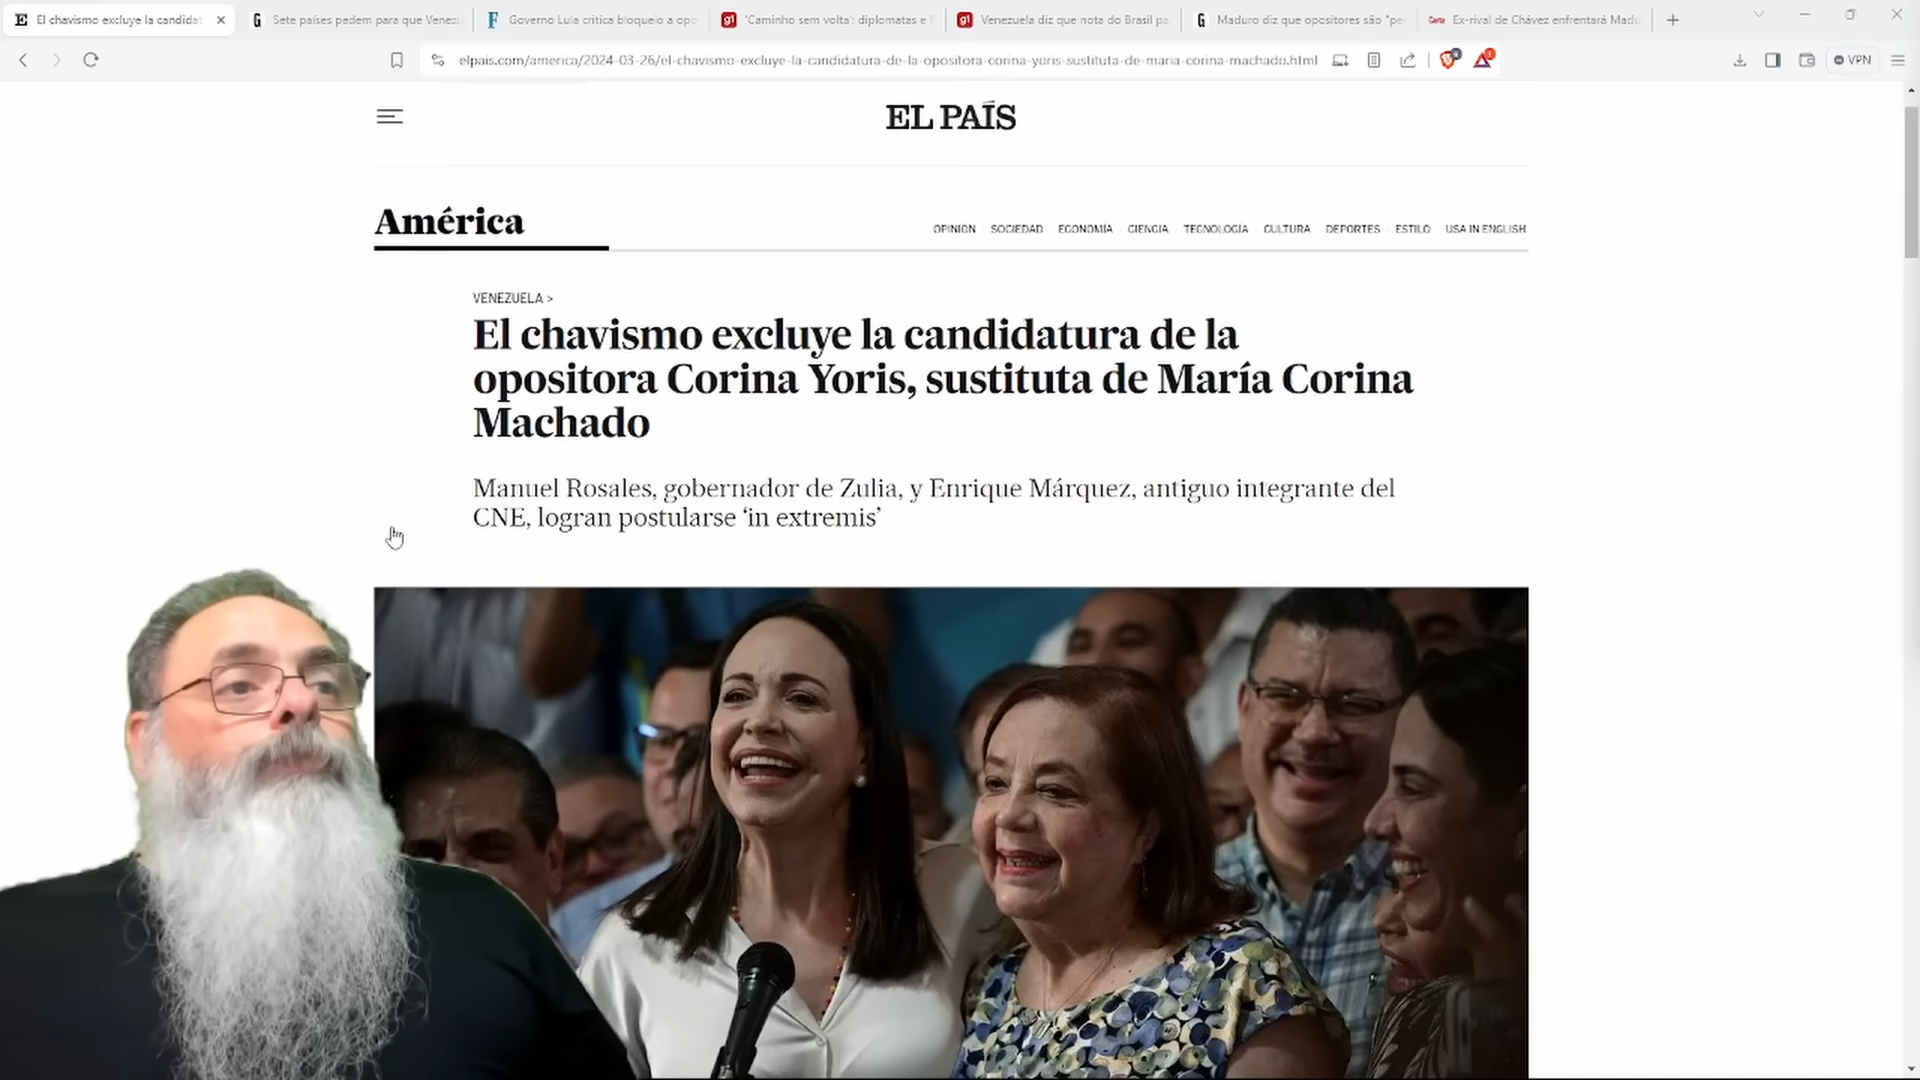 El chavismo excluye la candidat
Sete países pedem para que Venezu
Governo Lula critica bloqueio a opo
'Caminho sem volta': diplomatas e
Venezuela diz que nota do Brasil pa
Maduro diz que opositores são "pe
Ex-rival de Chávez enfrentará Madu
elpais.com/america/2024-03-26/el-chavismo-excluye-la-candidatura-de-la-opositora-corina-yoris-sustituta-de-maria-corina-machado.html
VPN
EL PAÍS
América
OPINIÓN SOCIEDAD ECONOMÍA CIENCIA TECNOLOGÍA CULTURA DEPORTES ESTILO USA IN ENGLISH
VENEZUELA >
El chavismo excluye la candidatura de la
opositora Corina Yoris, sustituta de María Corina
Machado
Manuel Rosales, gobernador de Zulia, y Enrique Márquez, antiguo integrante del
CNE, logran postularse ‘in extremis’